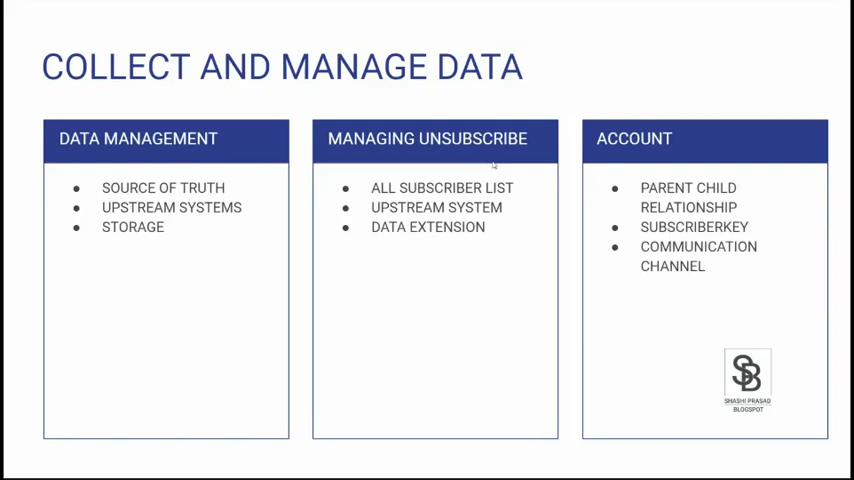 COLLECT AND MANAGE DATA
DATA MANAGEMENT
● SOURCE OF TRUTH
● UPSTREAM SYSTEMS
● STORAGE
MANAGING UNSUBSCRIBE
● ALL SUBSCRIBER LIST
● UPSTREAM SYSTEM
● DATA EXTENSION
ACCOUNT
● PARENT CHILD
RELATIONSHIP
● SUBSCRIBERKEY
● COMMUNICATION
CHANNEL
SB
SHASHI PRASAD
BLOGSPOT